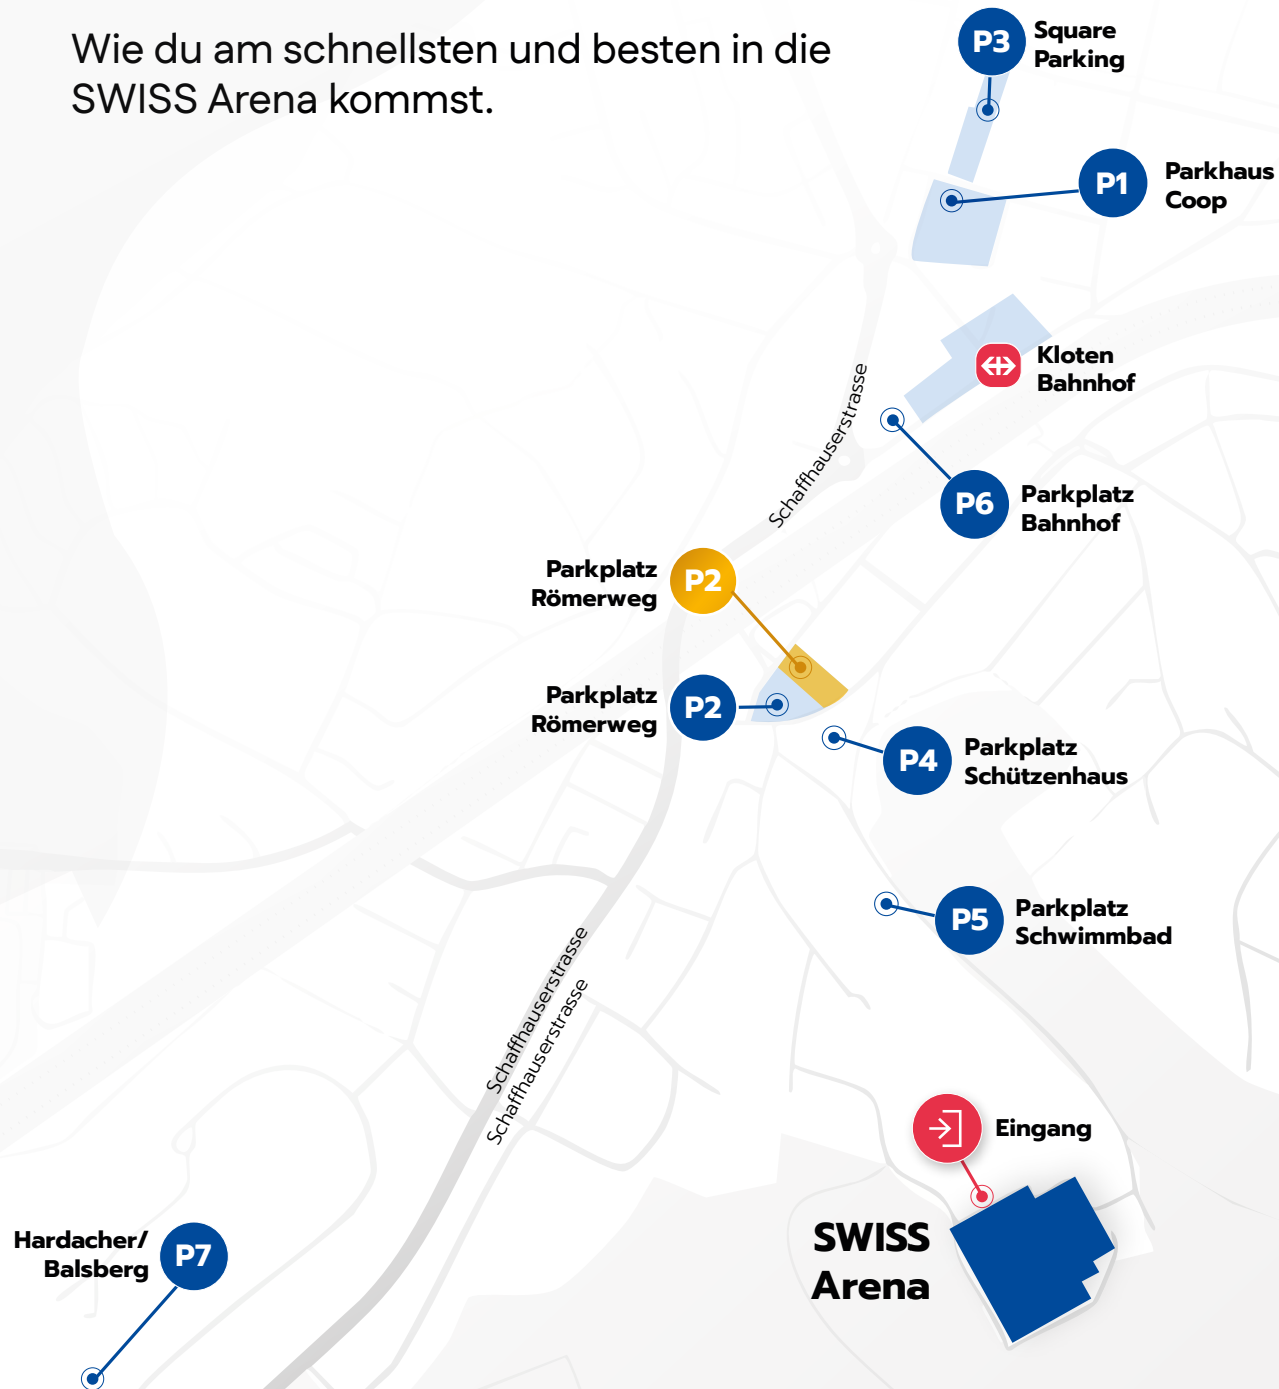 Wie du am schnellsten und besten in die
SWISS Arena kommst.
P3
Square
Parking
P1
Parkhaus
Coop
Kloten
Bahnhof
Schaffhauserstrasse
P6
Parkplatz
Bahnhof
Parkplatz
Römerweg
P2
Parkplatz
Römerweg
P2
P4
Parkplatz
Schützenhaus
P5
Parkplatz
Schwimmbad
Schaffhauserstrasse
Schaffhauserstrasse
Eingang
SWISS
Arena
Hardacher/
Balsberg
P7